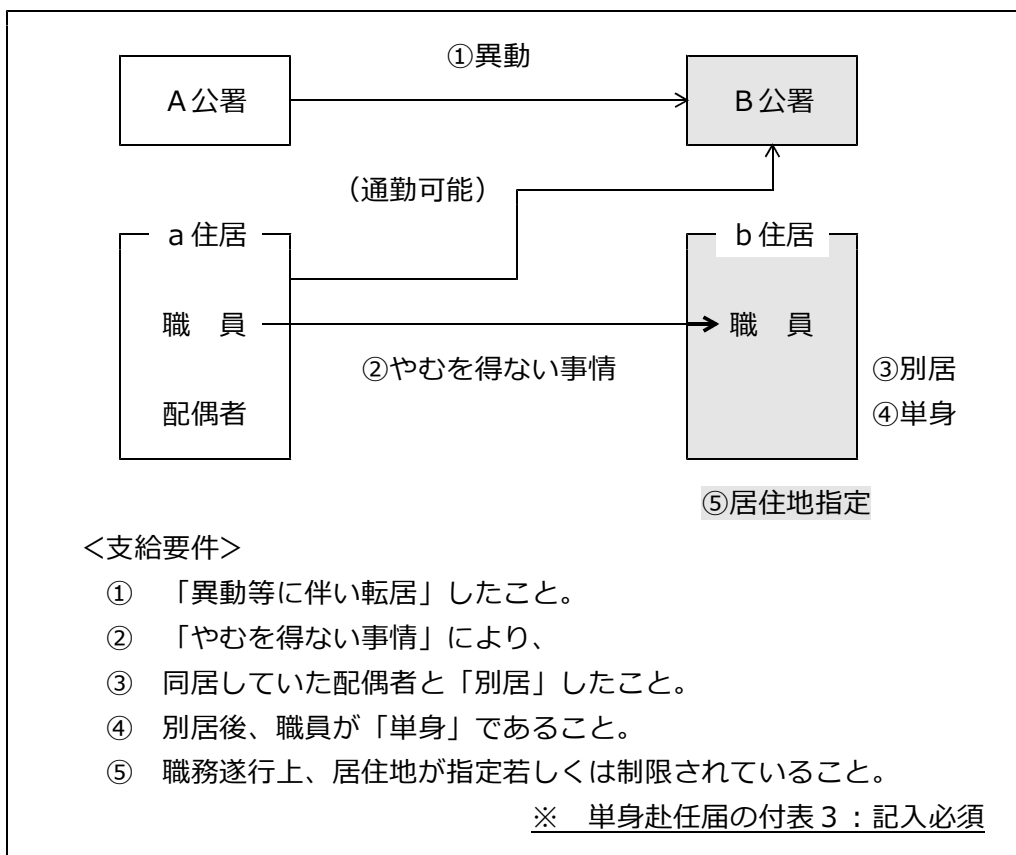 ①異動
A公署
B公署
（通勤可能）
a住居
b住居
職　員
職　員
②やむを得ない事情
③別居
配偶者
④単身
⑤居住地指定
＜支給要件＞
①　「異動等に伴い転居」したこと。
②　「やむを得ない事情」により、
③　同居していた配偶者と「別居」したこと。
④　別居後、職員が「単身」であること。
⑤　職務遂行上、居住地が指定若しくは制限されていること。
※　単身赴任届の付表３：記入必須